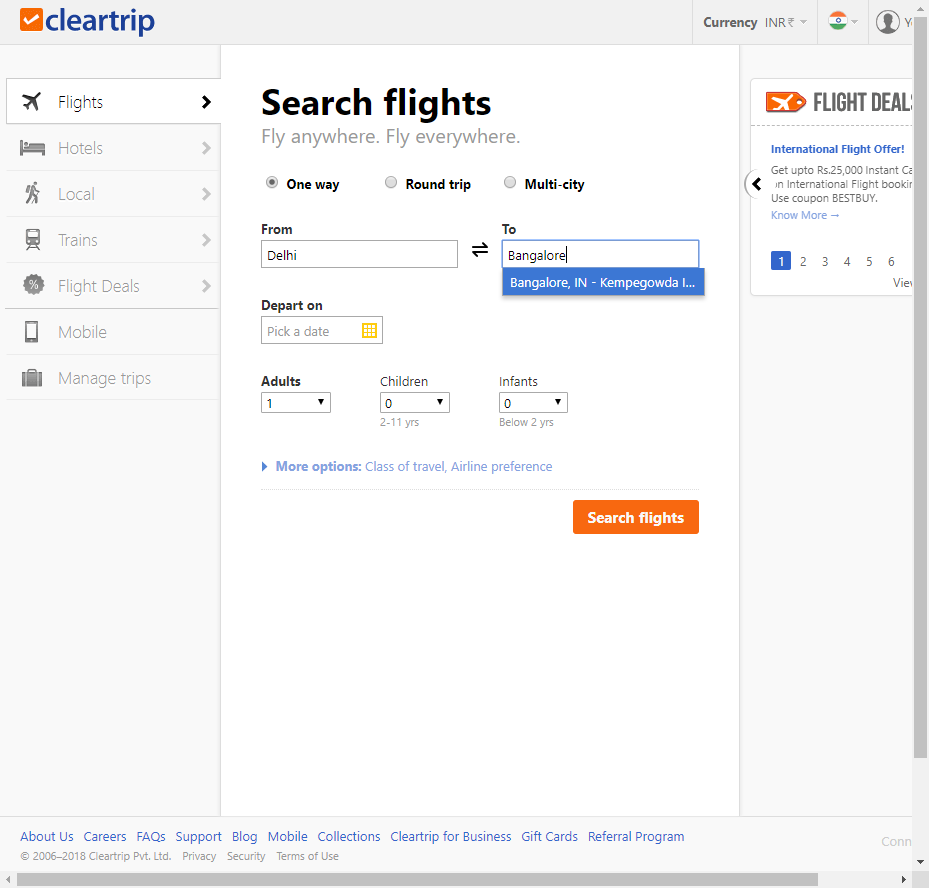 cleartrip
Currency INR ₹
Flights
Hotels
Local
Trains
Flight Deals
Mobile
Manage trips
Search flights
Fly anywhere. Fly everywhere.
One way Round trip Multi-city
From To
Delhi Bangalore
Bangalore, IN - Kempegowda I...
Depart on
Pick a date
Adults Children Infants
1 0 0
2-11 yrs Below 2 yrs
More options: Class of travel, Airline preference
Search flights
FLIGHT DEALS
International Flight Offer!
Get upto Rs.25,000 Instant Ca
on International Flight bookin
Use coupon BESTBUY.
Know More →
1 2 3 4 5 6
View
About Us Careers FAQs Support Blog Mobile Collections Cleartrip for Business Gift Cards Referral Program
© 2006–2018 Cleartrip Pvt. Ltd. Privacy Security Terms of Use
Conn